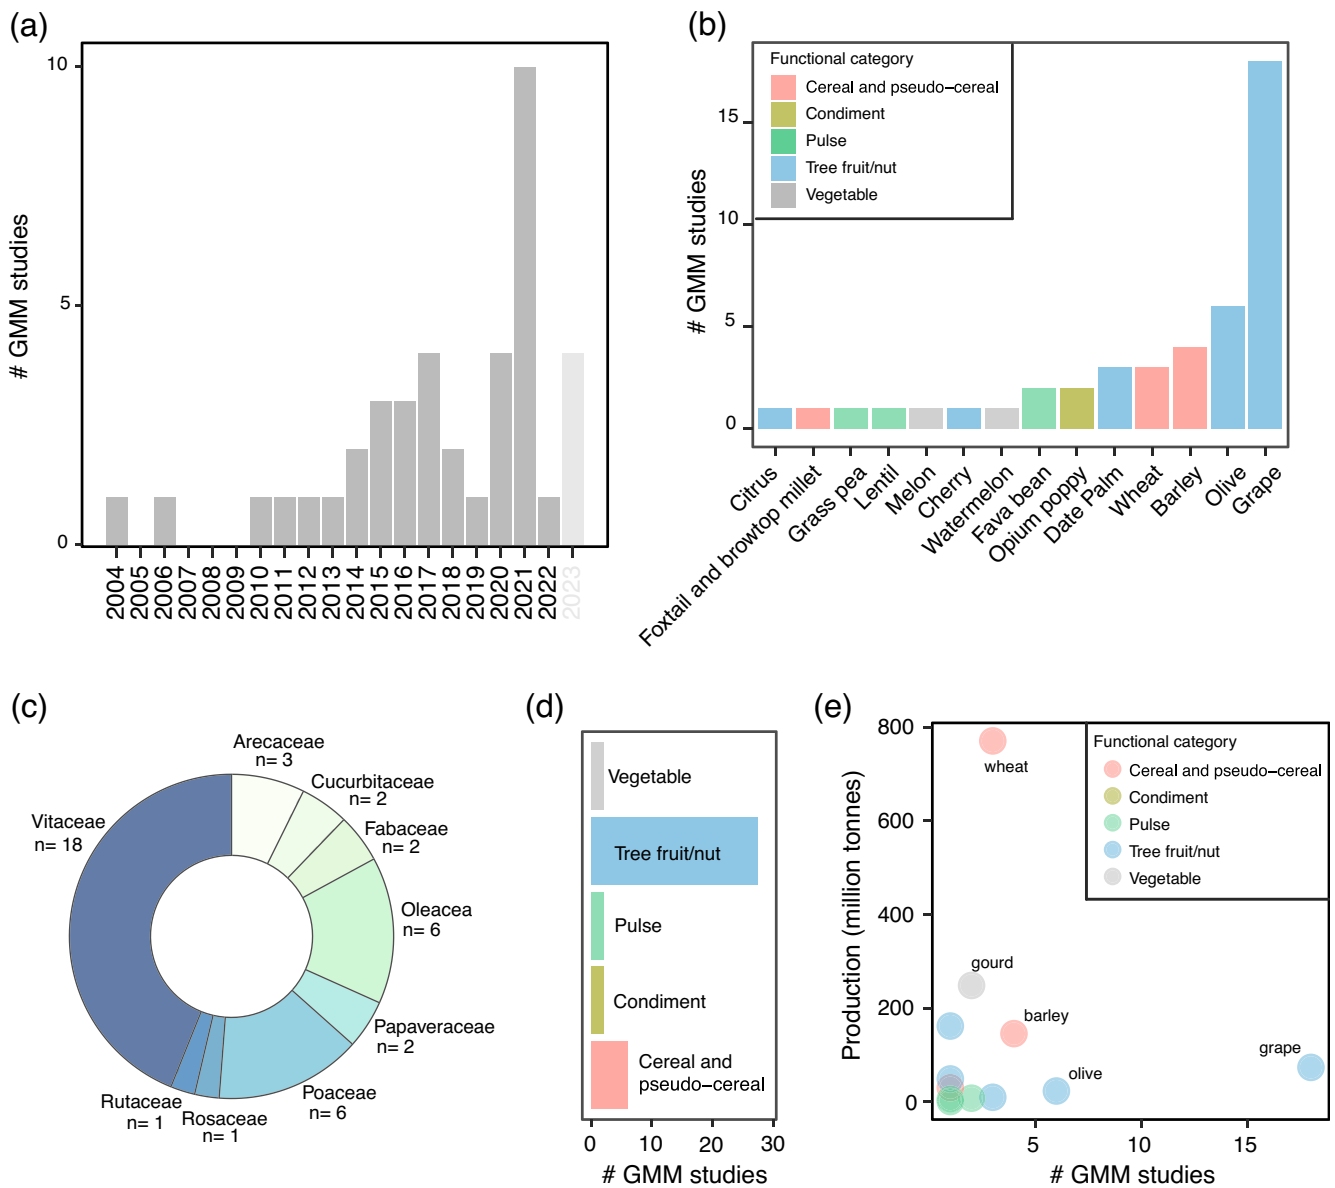 (a)
# GMM studies
10
5
0
2004
2005
2006
2007
2008
2009
2010
2011
2012
2013
2014
2015
2016
2017
2018
2019
2020
2021
2022
2023
(b)
# GMM studies
15
10
5
0
Functional category
Cereal and pseudo−cereal
Condiment
Pulse
Tree fruit/nut
Vegetable
Citrus
Foxtail and browtop millet
Grass pea
Lentil
Melon
Cherry
Watermelon
Fava bean
Opium poppy
Date Palm
Wheat
Barley
Olive
Grape
(c)
Arecaceae
n= 3
Cucurbitaceae
n= 2
Fabaceae
n= 2
Oleacea
n= 6
Papaveraceae
n= 2
Poaceae
n= 6
Rosaceae
n= 1
Rutaceae
n= 1
Vitaceae
n= 18
(d)
Vegetable
Tree fruit/nut
Pulse
Condiment
Cereal and
pseudo−cereal
0 10 20 30
# GMM studies
(e)
Production (million tonnes)
800
600
400
200
0
Functional category
Cereal and pseudo−cereal
Condiment
Pulse
Tree fruit/nut
Vegetable
wheat
gourd
barley
olive
grape
5 10 15
# GMM studies